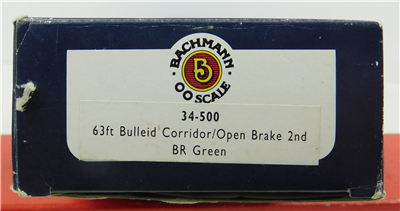 BACHMANN
B
OO SCALE
34-500
63ft Bulleid Corridor/Open Brake 2nd
BR Green